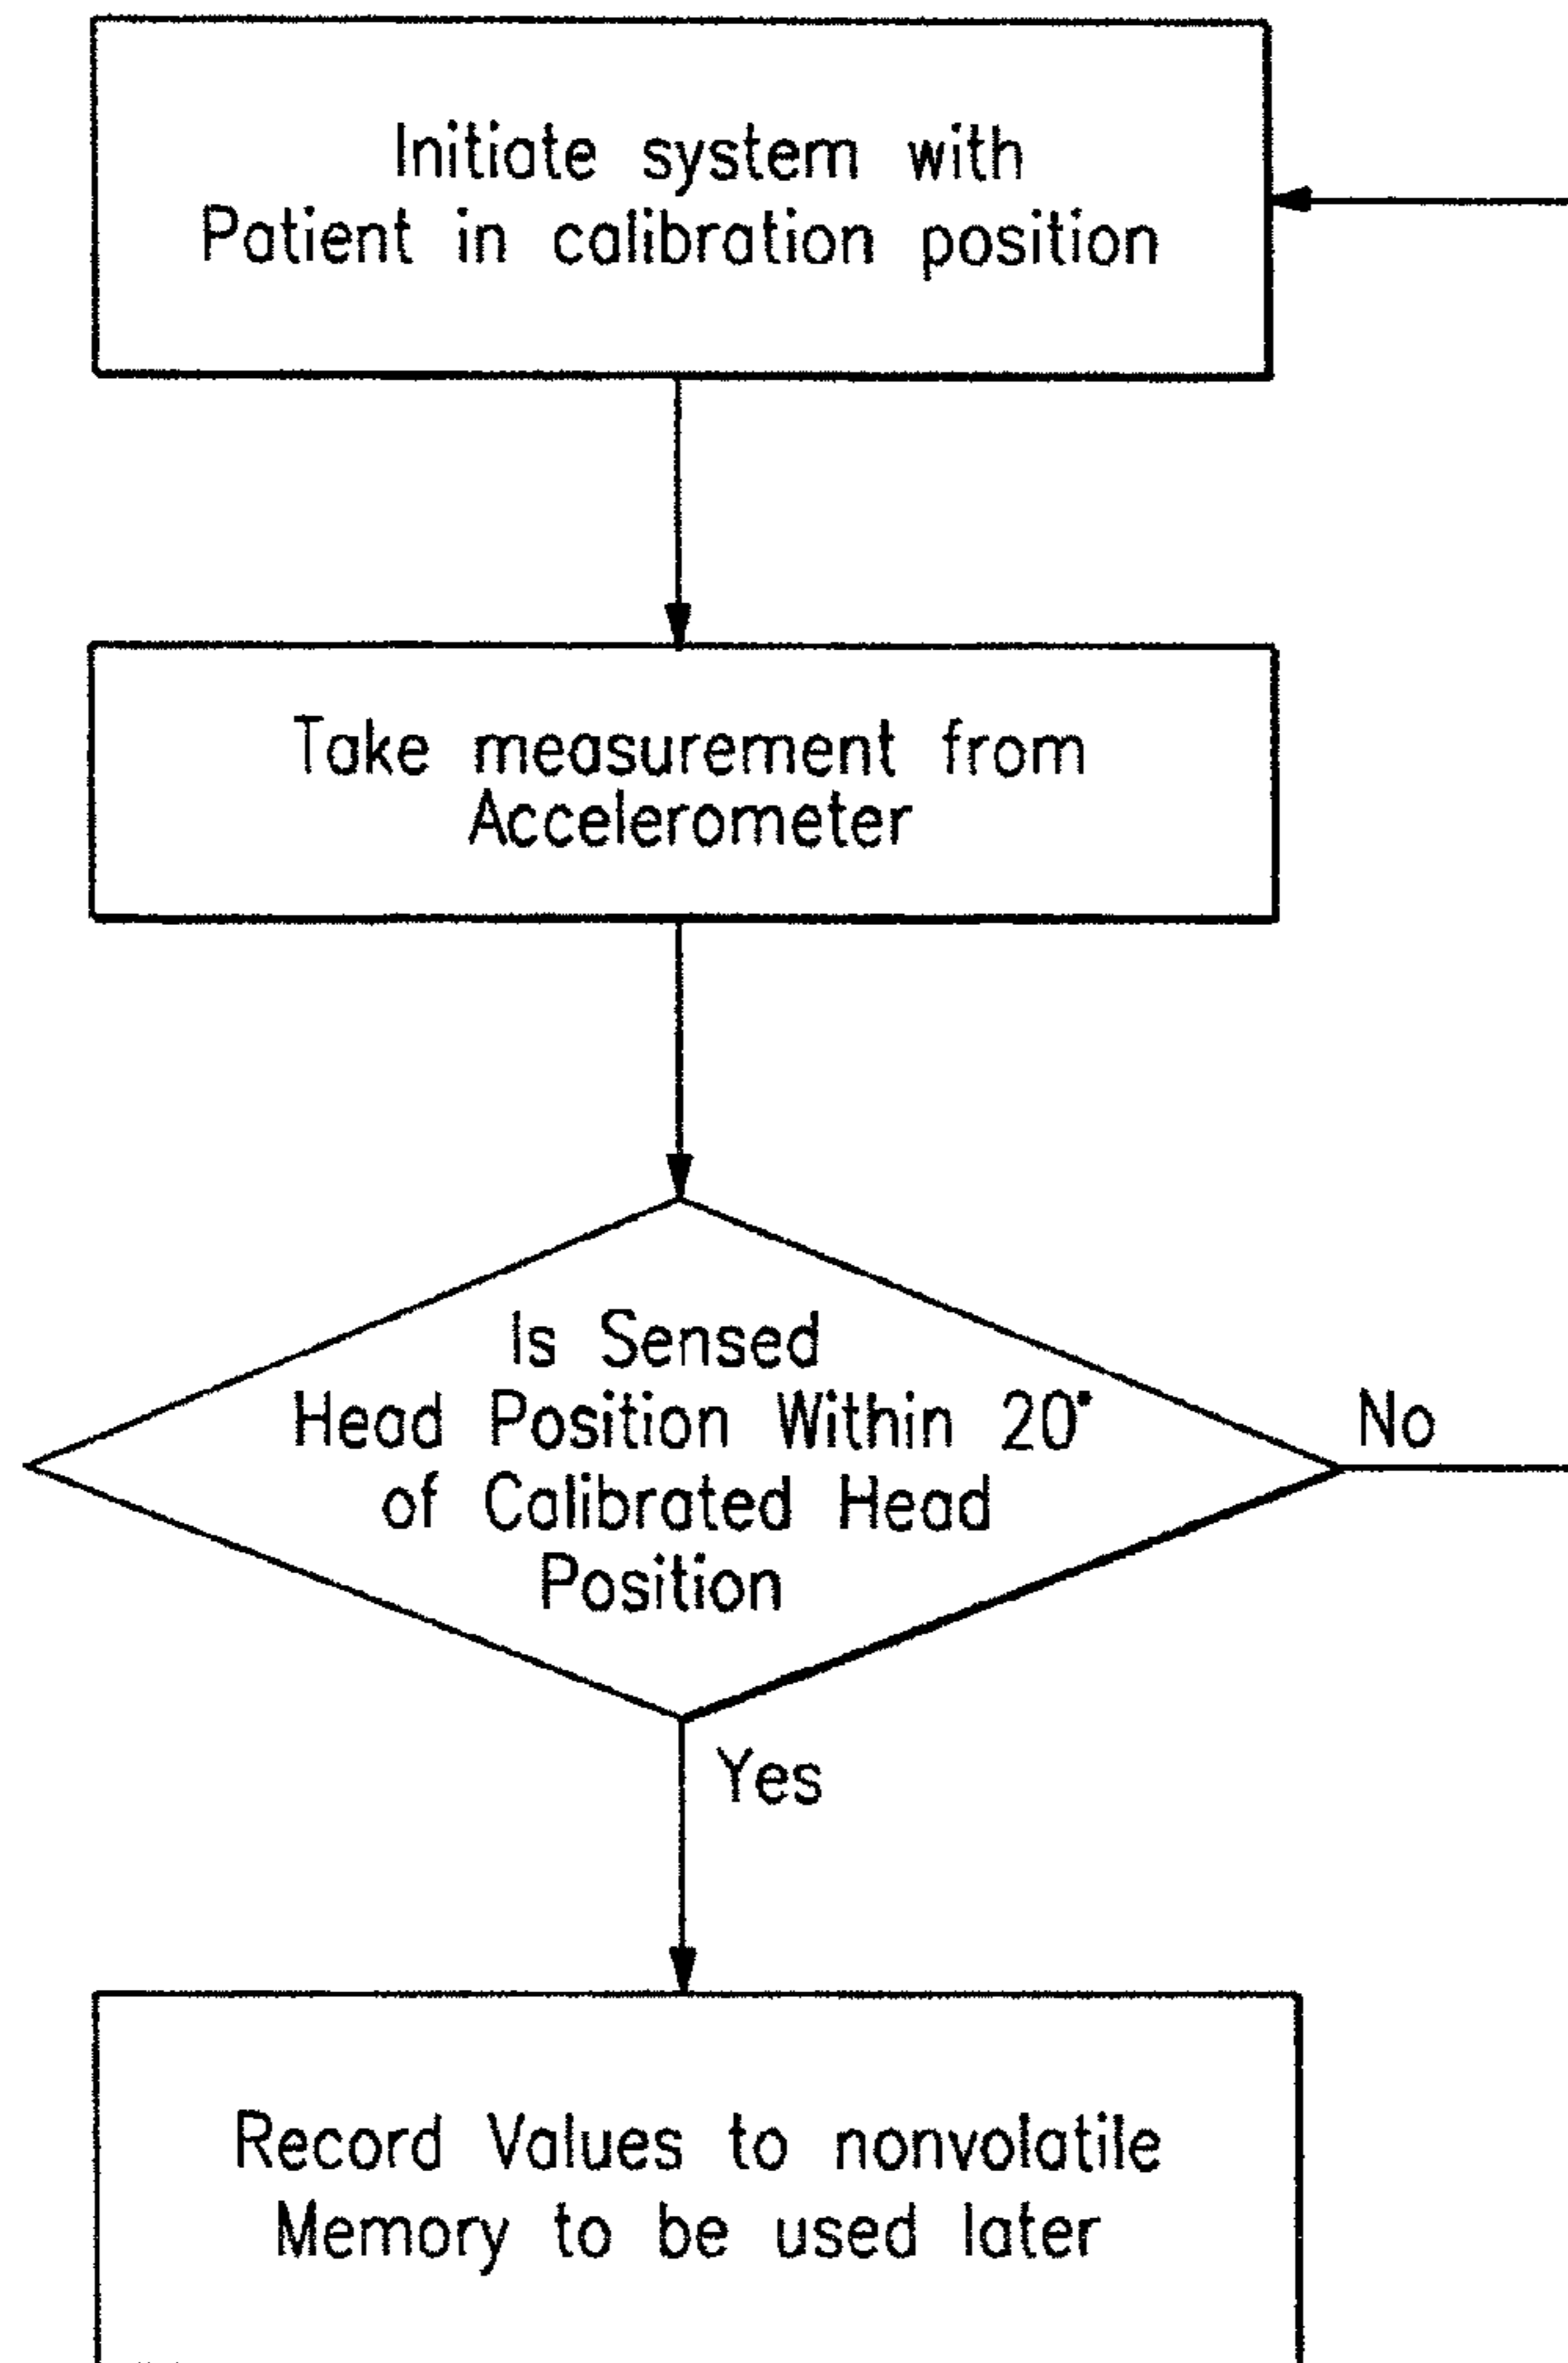 Initiate system with
Patient in calibration position
Take measurement from
Accelerometer
Is Sensed
Head Position Within 20°
of Calibrated Head
Position
No
Yes
Record Values to nonvolatile
Memory to be used later